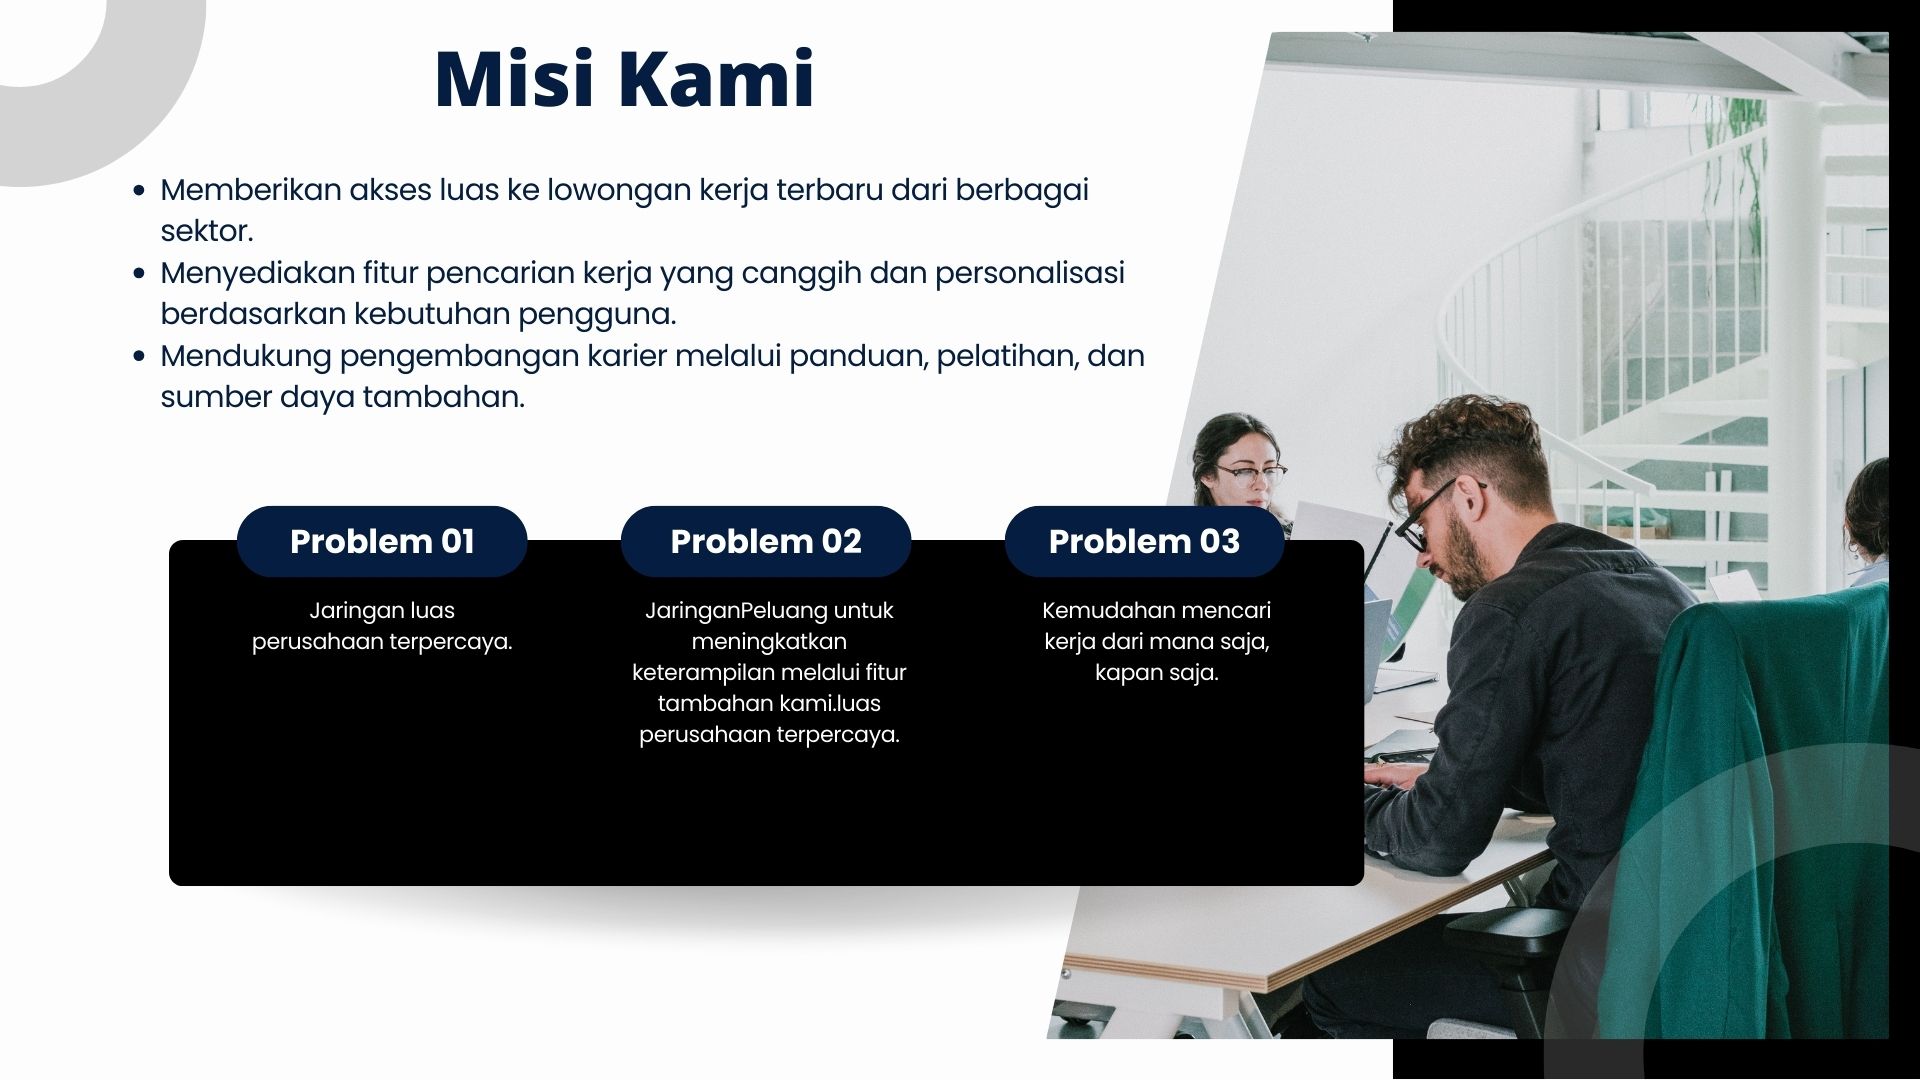 Misi Kami
• Memberikan akses luas ke lowongan kerja terbaru dari berbagai
sektor.
• Menyediakan fitur pencarian kerja yang canggih dan personalisasi
berdasarkan kebutuhan pengguna.
• Mendukung pengembangan karier melalui panduan, pelatihan, dan
sumber daya tambahan.
Problem 01
Jaringan luas
perusahaan terpercaya.
Problem 02
JaringanPeluang untuk
meningkatkan
keterampilan melalui fitur
tambahan kami.luas
perusahaan terpercaya.
Problem 03
Kemudahan mencari
kerja dari mana saja,
kapan saja.